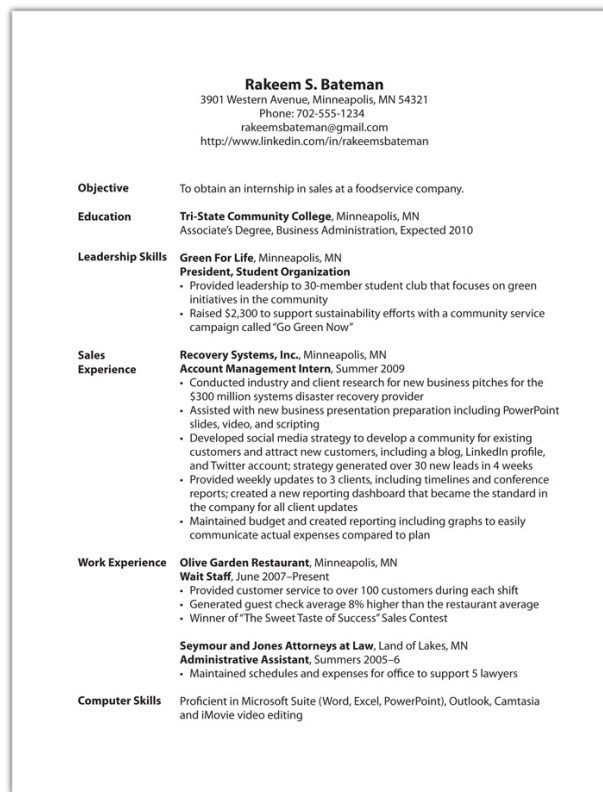 Rakeem S. Bateman
3901 Western Avenue, Minneapolis, MN 54321
Phone: 702-555-1234
rakeemsbateman@gmail.com
http://www.linkedin.com/in/rakeemsbateman
Objective To obtain an internship in sales at a foodservice company.
Education Tri-State Community College, Minneapolis, MN
Associate's Degree, Business Administration, Expected 2010
Leadership Skills Green For Life, Minneapolis, MN
President, Student Organization
• Provided leadership to 30-member student club that focuses on green
initiatives in the community
• Raised $2,300 to support sustainability efforts with a community service
campaign called "Go Green Now"
Sales Recovery Systems, Inc., Minneapolis, MN
Experience Account Management Intern, Summer 2009
• Conducted industry and client research for new business pitches for the
$300 million systems disaster recovery provider
• Assisted with new business presentation preparation including PowerPoint
slides, video, and scripting
• Developed social media strategy to develop a community for existing
customers and attract new customers, including a blog, LinkedIn profile,
and Twitter account; strategy generated over 30 new leads in 4 weeks
• Provided weekly updates to 3 clients, including timelines and conference
reports; created a new reporting dashboard that became the standard in
the company for all client updates
• Maintained budget and created reporting including graphs to easily
communicate actual expenses compared to plan
Work Experience Olive Garden Restaurant, Minneapolis, MN
Wait Staff, June 2007–Present
• Provided customer service to over 100 customers during each shift
• Generated guest check average 8% higher than the restaurant average
• Winner of "The Sweet Taste of Success" Sales Contest
Seymour and Jones Attorneys at Law, Land of Lakes, MN
Administrative Assistant, Summers 2005–6
• Maintained schedules and expenses for office to support 5 lawyers
Computer Skills Proficient in Microsoft Suite (Word, Excel, PowerPoint), Outlook, Camtasia
and iMovie video editing